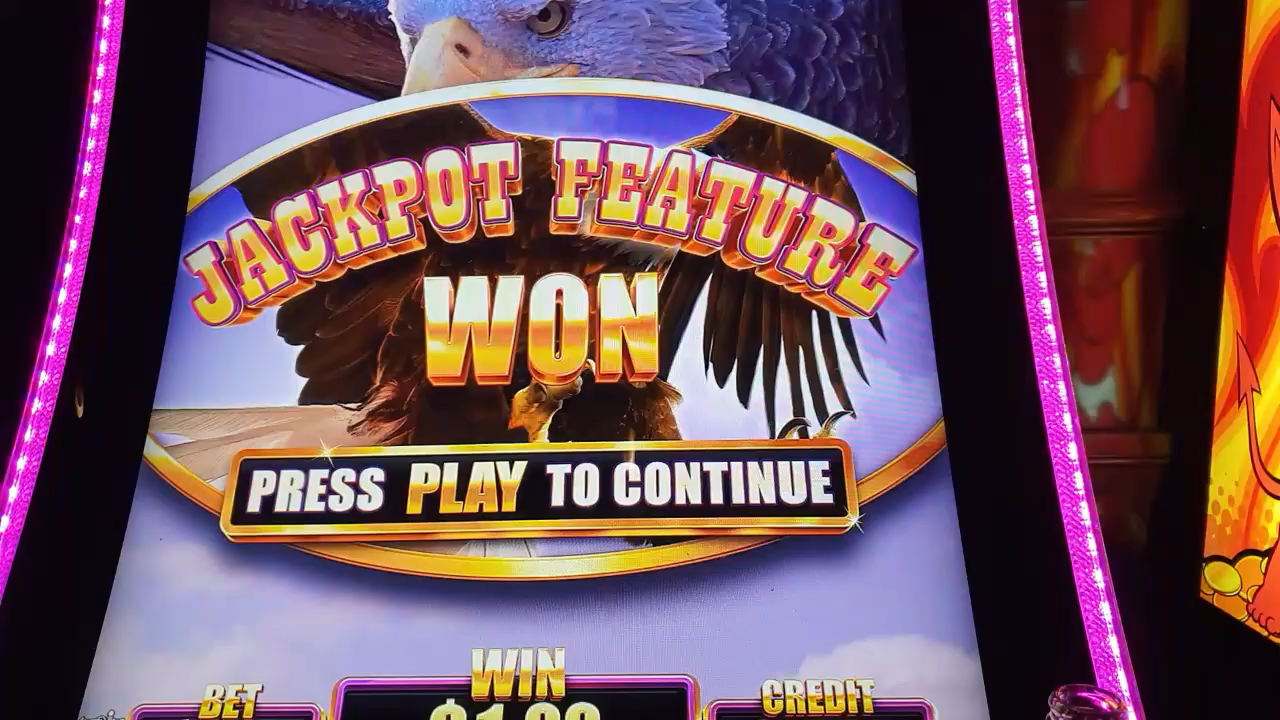 JACKPOT FEATURE
WON
PRESS PLAY TO CONTINUE
WIN
BET
CREDIT